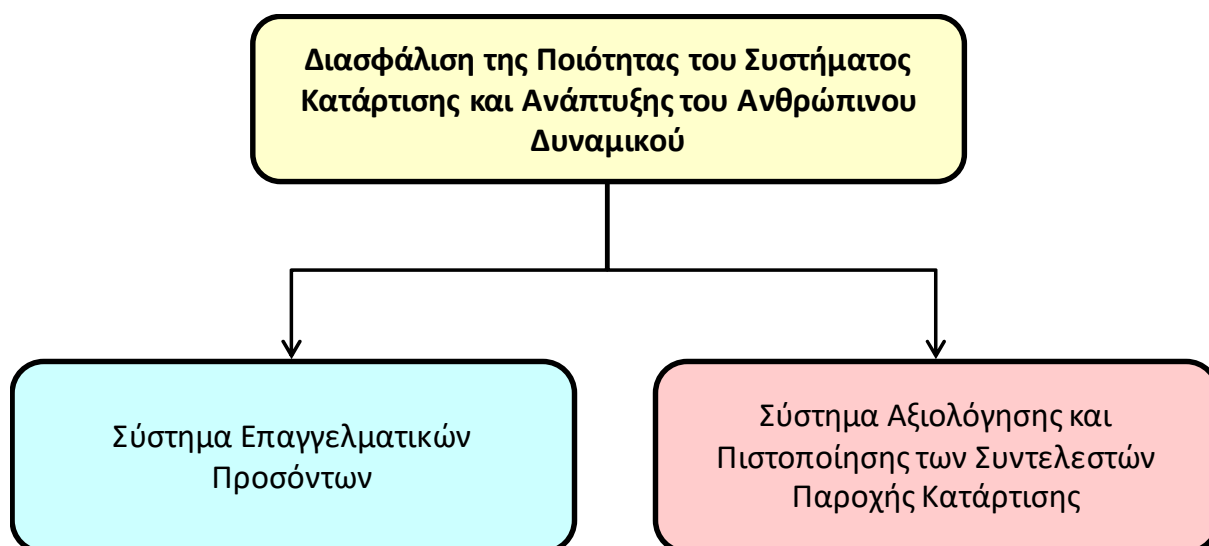 Διασφάλιση της Ποιότητας του Συστήματος
Κατάρτισης και Ανάπτυξης του Ανθρώπινου
Δυναμικού
Σύστημα Επαγγελματικών
Προσόντων
Σύστημα Αξιολόγησης και
Πιστοποίησης των Συντελεστών
Παροχής Κατάρτισης